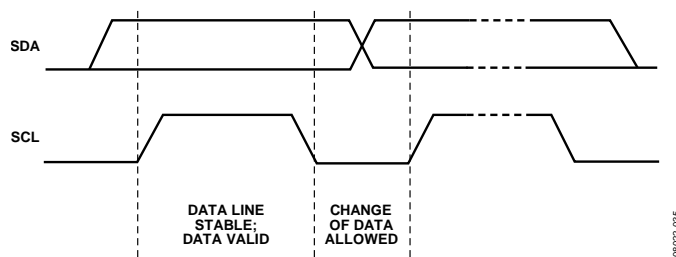 SDA
SCL
DATA LINE
STABLE;
DATA VALID
CHANGE
OF DATA
ALLOWED